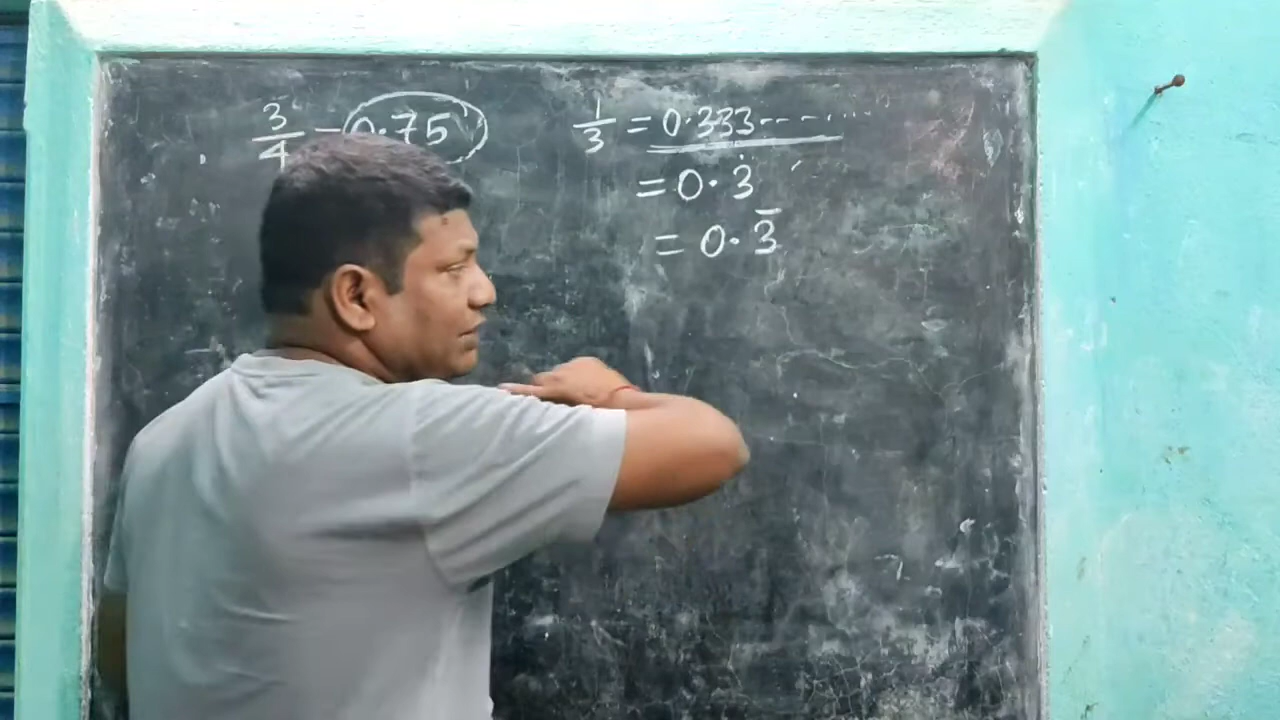 3/4 = 0.75
1/3 = 0.333-----...
= 0.3̇
= 0.3̅